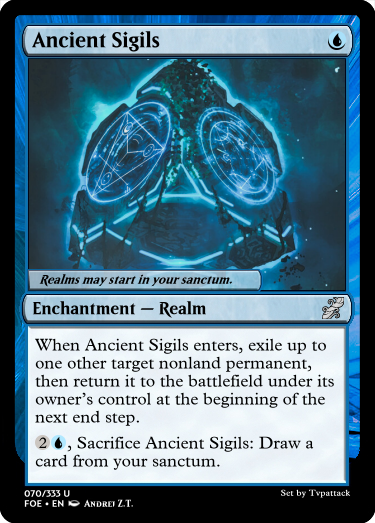 Ancient Sigils
Realms may start in your sanctum.
Enchantment — Realm
When Ancient Sigils enters, exile up to
one other target nonland permanent,
then return it to the battlefield under its
owner's control at the beginning of the
next end step.
2, Sacrifice Ancient Sigils: Draw a
card from your sanctum.
070/333 U
Set by Tvpattack
FOE • EN Andrei Z.T.